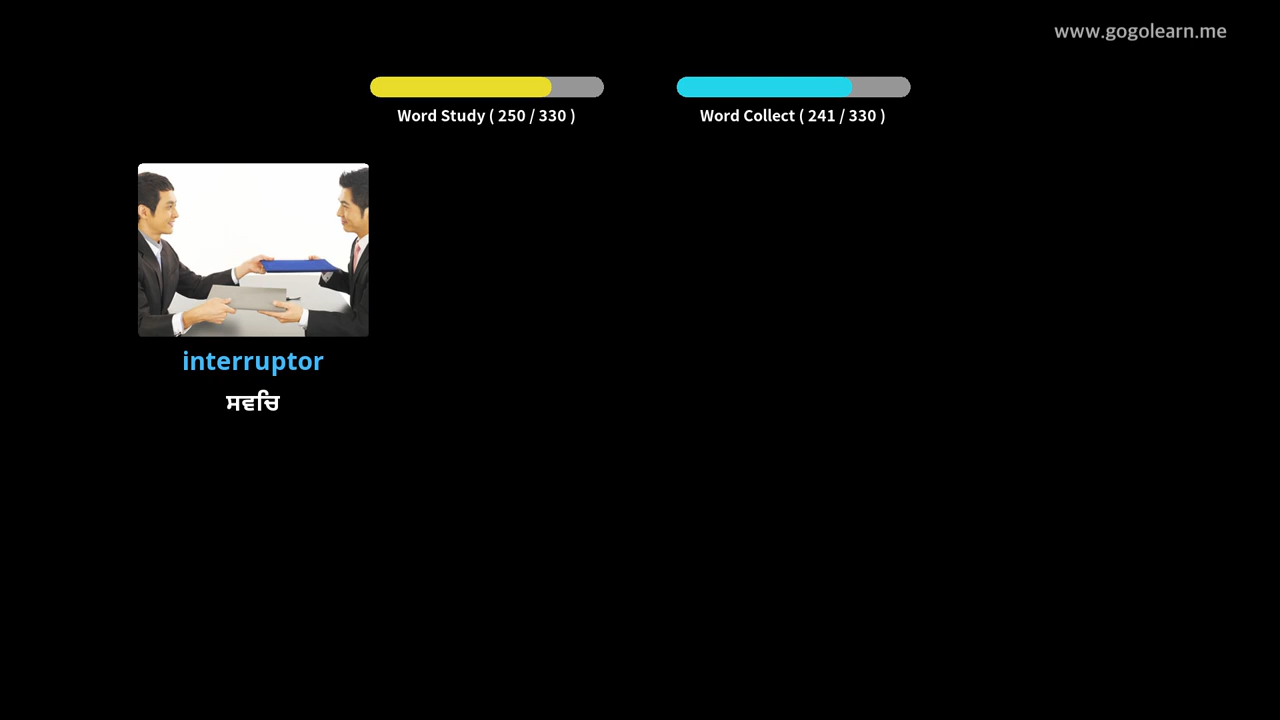 www.gogolearn.me
Word Study ( 250 / 330 )
Word Collect ( 241 / 330 )
interruptor
ਸਵਿਚ